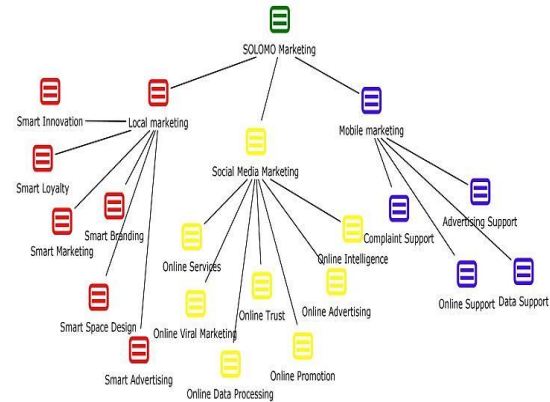 SOLOMO Marketing
Smart Innovation
Local marketing
Mobile marketing
Social Media Marketing
Smart Loyalty
Smart Branding
Smart Marketing
Advertising Support
Complaint Support
Online Services
Online Intelligence
Online Support
Data Support
Online Trust
Online Advertising
Smart Space Design
Online Viral Marketing
Smart Advertising
Online Promotion
Online Data Processing